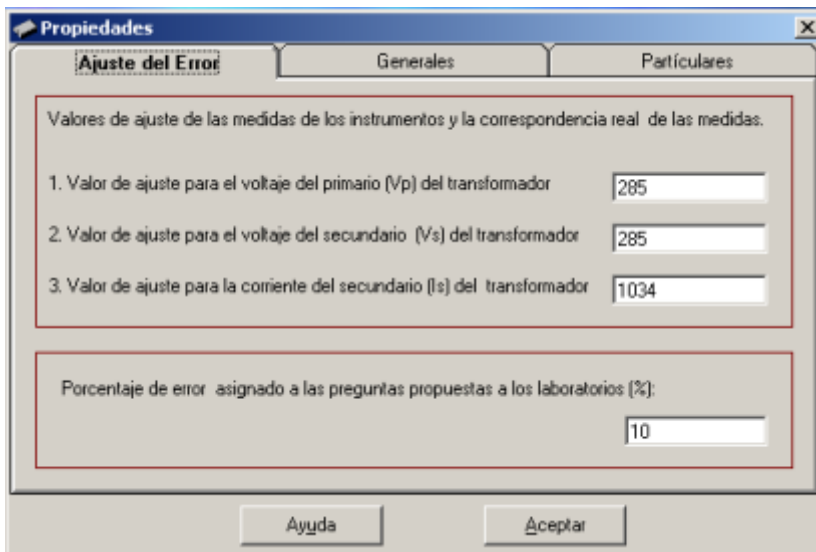 Propiedades
Ajuste del Error
Generales
Partículares
Valores de ajuste de las medidas de los instrumentos y la correspondencia real de las medidas.
1. Valor de ajuste para el voltaje del primario (Vp) del transformador
285
2. Valor de ajuste para el voltaje del secundario (Vs) del transformador
285
3. Valor de ajuste para la corriente del secundario (Is) del transformador
1034
Porcentaje de error asignado a las preguntas propuestas a los laboratorios (%):
10
Ayuda
Aceptar